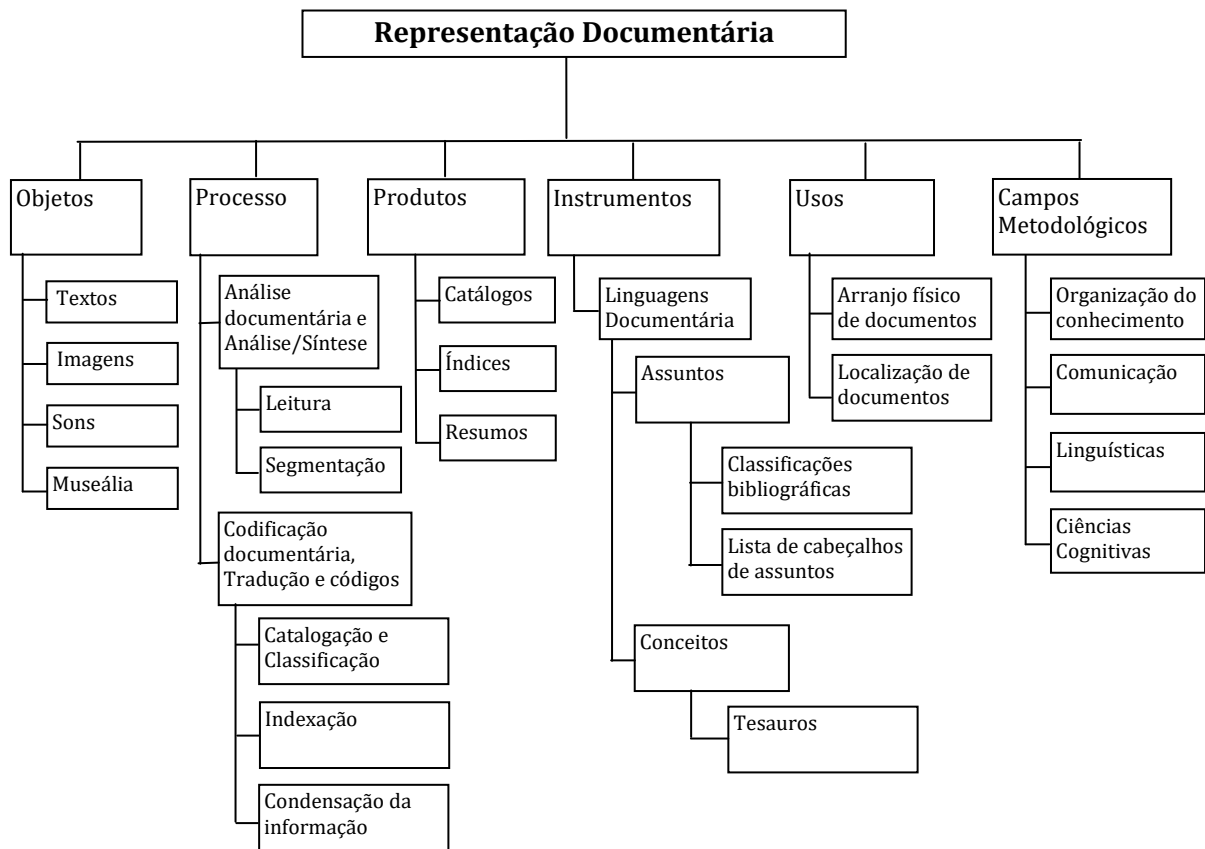 Representação Documentária
Objetos
Textos
Imagens
Sons
Museália
Processo
Análise
documentária e
Análise/Síntese
Leitura
Segmentação
Codificação
documentária,
Tradução e códigos
Catalogação e
Classificação
Indexação
Condensação da
informação
Produtos
Catálogos
Índices
Resumos
Instrumentos
Linguagens
Documentária
Assuntos
Classificações
bibliográficas
Lista de cabeçalhos
de assuntos
Conceitos
Tesauros
Usos
Arranjo físico
de documentos
Localização de
documentos
Campos
Metodológicos
Organização do
conhecimento
Comunicação
Linguísticas
Ciências
Cognitivas